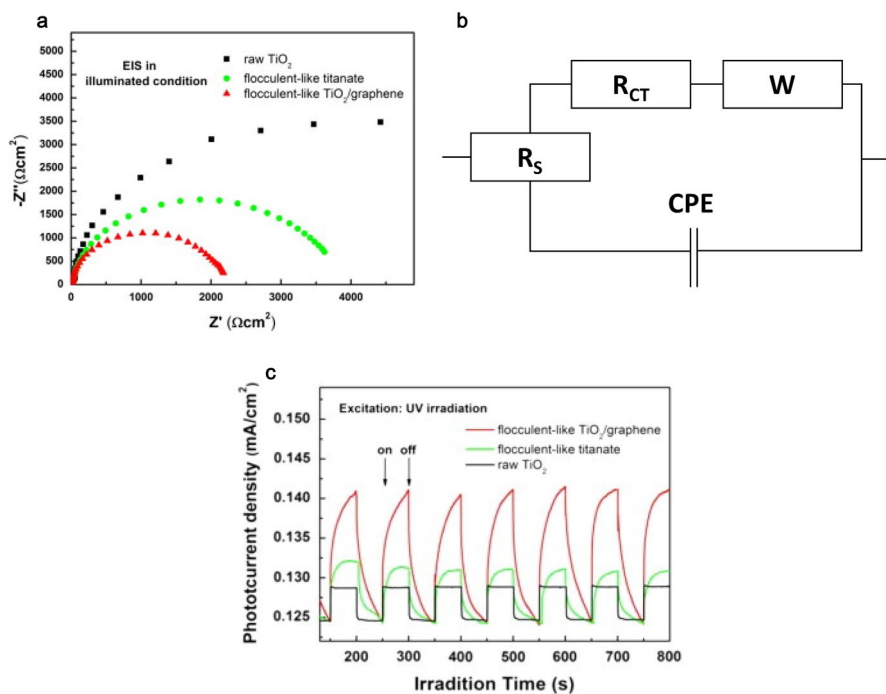 a
EIS in
illuminated condition
raw TiO₂
flocculent-like titanate
flocculent-like TiO₂/graphene
5000
4500
4000
3500
3000
2500
2000
1500
1000
500
0
-Z''(Ωcm²)
0 1000 2000 3000 4000
Z' (Ωcm²)
b
R_CT
W
R_S
CPE
c
Excitation: UV irradiation
flocculent-like TiO₂/graphene
flocculent-like titanate
raw TiO₂
on off
0.150
0.145
0.140
0.135
0.130
0.125
Phototcurrent density (mA/cm²)
200 300 400 500 600 700 800
Irradition Time (s)